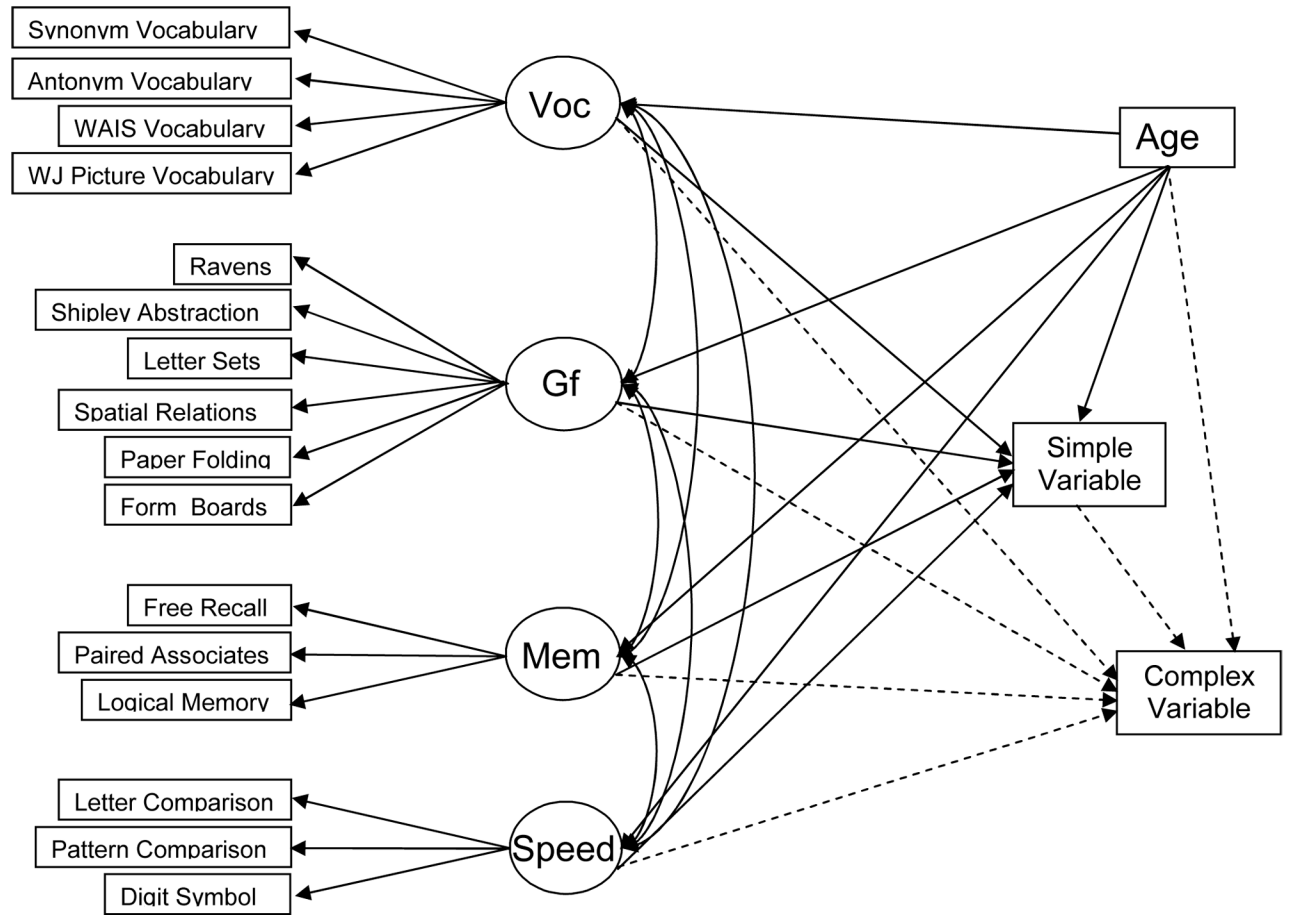 Synonym Vocabulary
Antonym Vocabulary
WAIS Vocabulary
WJ Picture Vocabulary
Voc
Age
Ravens
Shipley Abstraction
Letter Sets
Spatial Relations
Paper Folding
Form Boards
Gf
Simple
Variable
Free Recall
Paired Associates
Logical Memory
Mem
Complex
Variable
Letter Comparison
Pattern Comparison
Digit Symbol
Speed